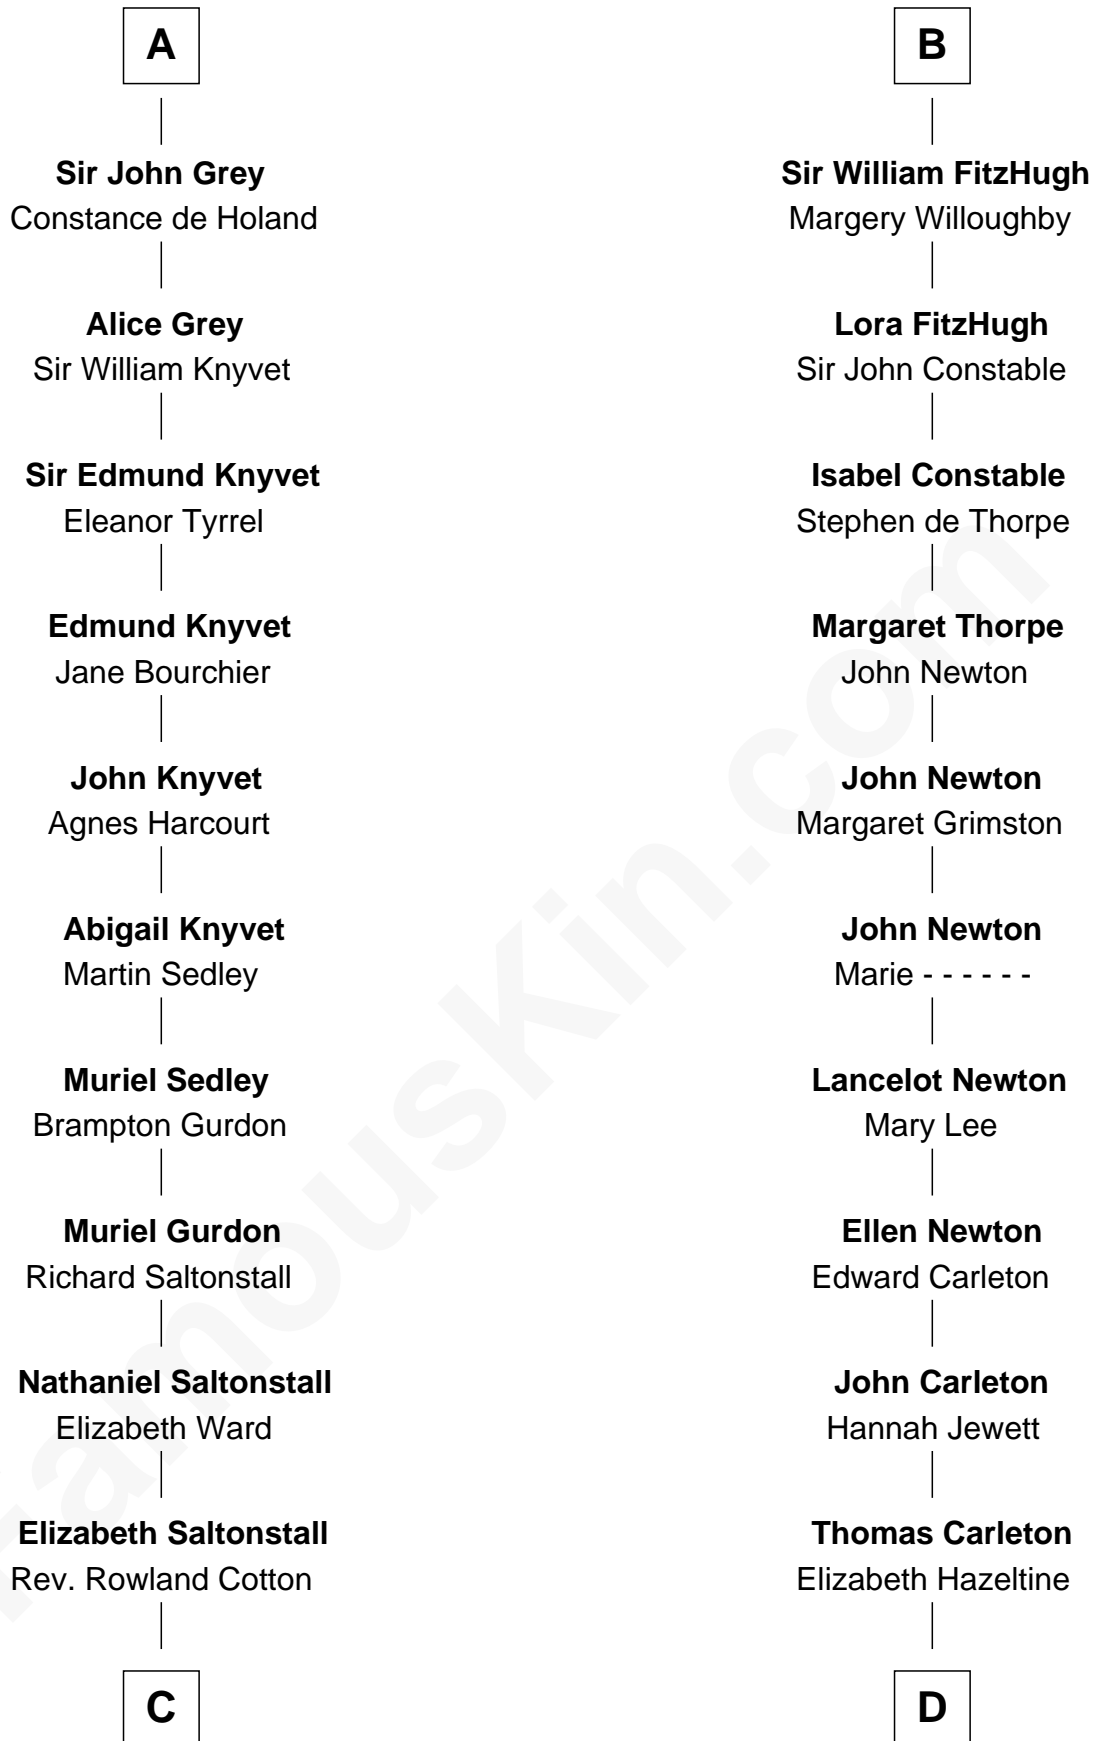 A
Sir John Grey
Constance de Holand
Alice Grey
Sir William Knyvet
Sir Edmund Knyvet
Eleanor Tyrrel
Edmund Knyvet
Jane Bourchier
John Knyvet
Agnes Harcourt
Abigail Knyvet
Martin Sedley
Muriel Sedley
Brampton Gurdon
Muriel Gurdon
Richard Saltonstall
Nathaniel Saltonstall
Elizabeth Ward
Elizabeth Saltonstall
Rev. Rowland Cotton
C
B
Sir William FitzHugh
Margery Willoughby
Lora FitzHugh
Sir John Constable
Isabel Constable
Stephen de Thorpe
Margaret Thorpe
John Newton
John Newton
Margaret Grimston
John Newton
Marie - - - - - -
Lancelot Newton
Mary Lee
Ellen Newton
Edward Carleton
John Carleton
Hannah Jewett
Thomas Carleton
Elizabeth Hazeltine
D
FamousKin.com